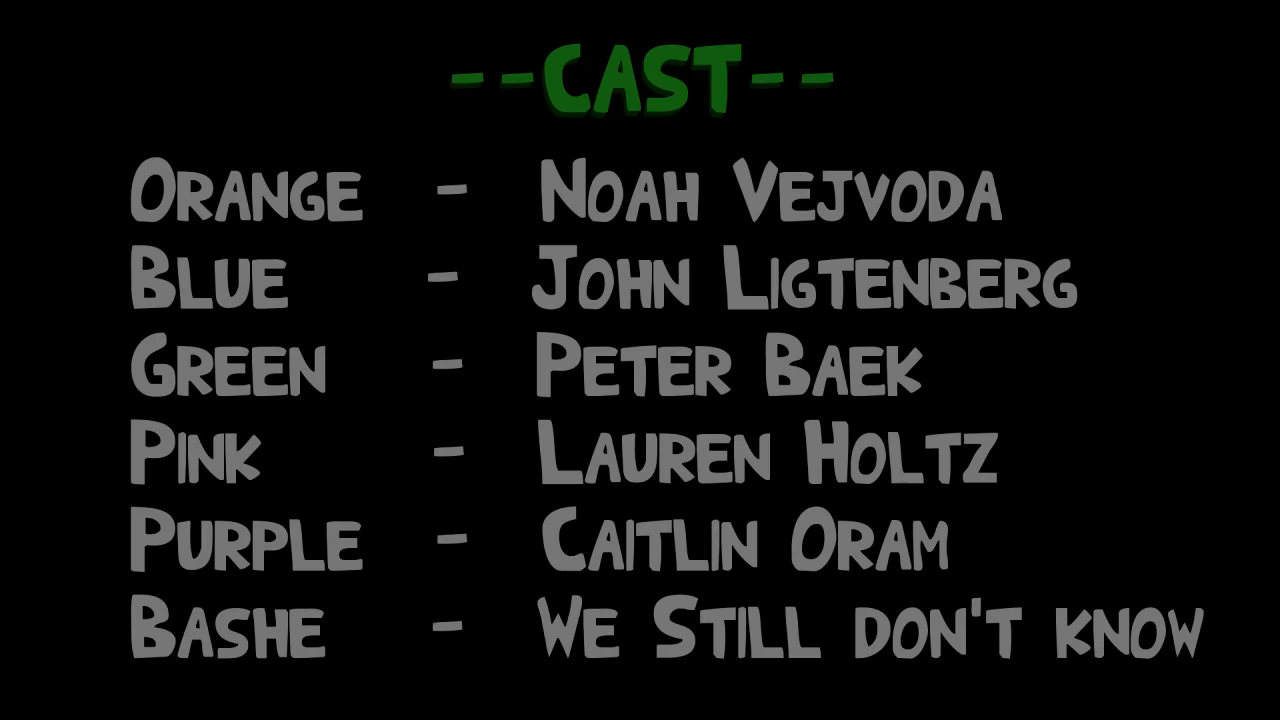 --CAST--
ORANGE - NOAH VEJVODA
BLUE - JOHN LIGTENBERG
GREEN - PETER BAEK
PINK - LAUREN HOLTZ
PURPLE - CAITLIN ORAM
BASHE - WE STILL DON'T KNOW